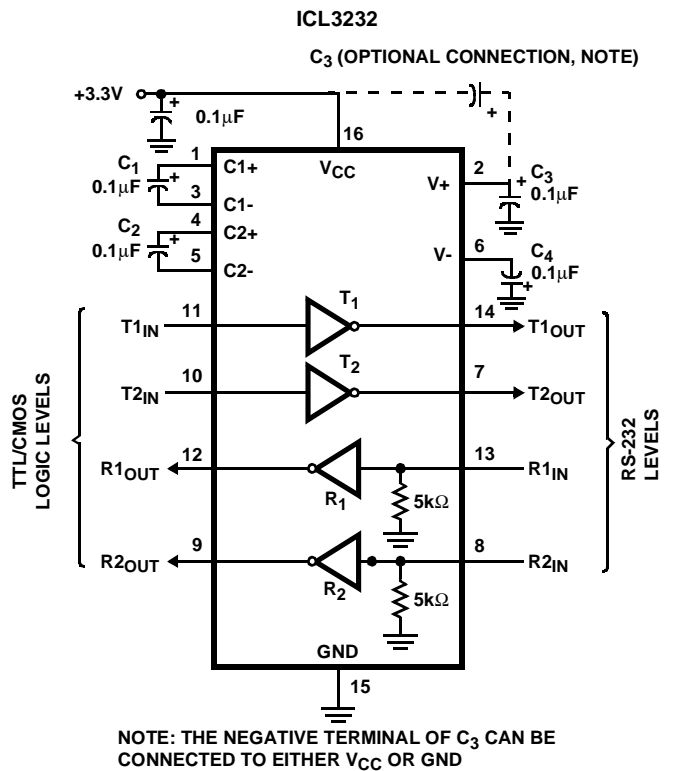 ICL3232
C3 (OPTIONAL CONNECTION, NOTE)
+3.3V
+
0.1μF
+
16
VCC
1
C1+
C1
0.1μF
+
3
C1-
4
C2+
C2
0.1μF
+
5
C2-
2
V+
+
C3
0.1μF
6
V-
C4
0.1μF
+
T1IN
11
T1
14
T1OUT
T2IN
10
T2
7
T2OUT
R1OUT
12
R1
13
R1IN
5kΩ
R2OUT
9
R2
8
R2IN
5kΩ
TTL/CMOS
LOGIC LEVELS
RS-232
LEVELS
GND
15
NOTE: THE NEGATIVE TERMINAL OF C3 CAN BE
CONNECTED TO EITHER VCC OR GND